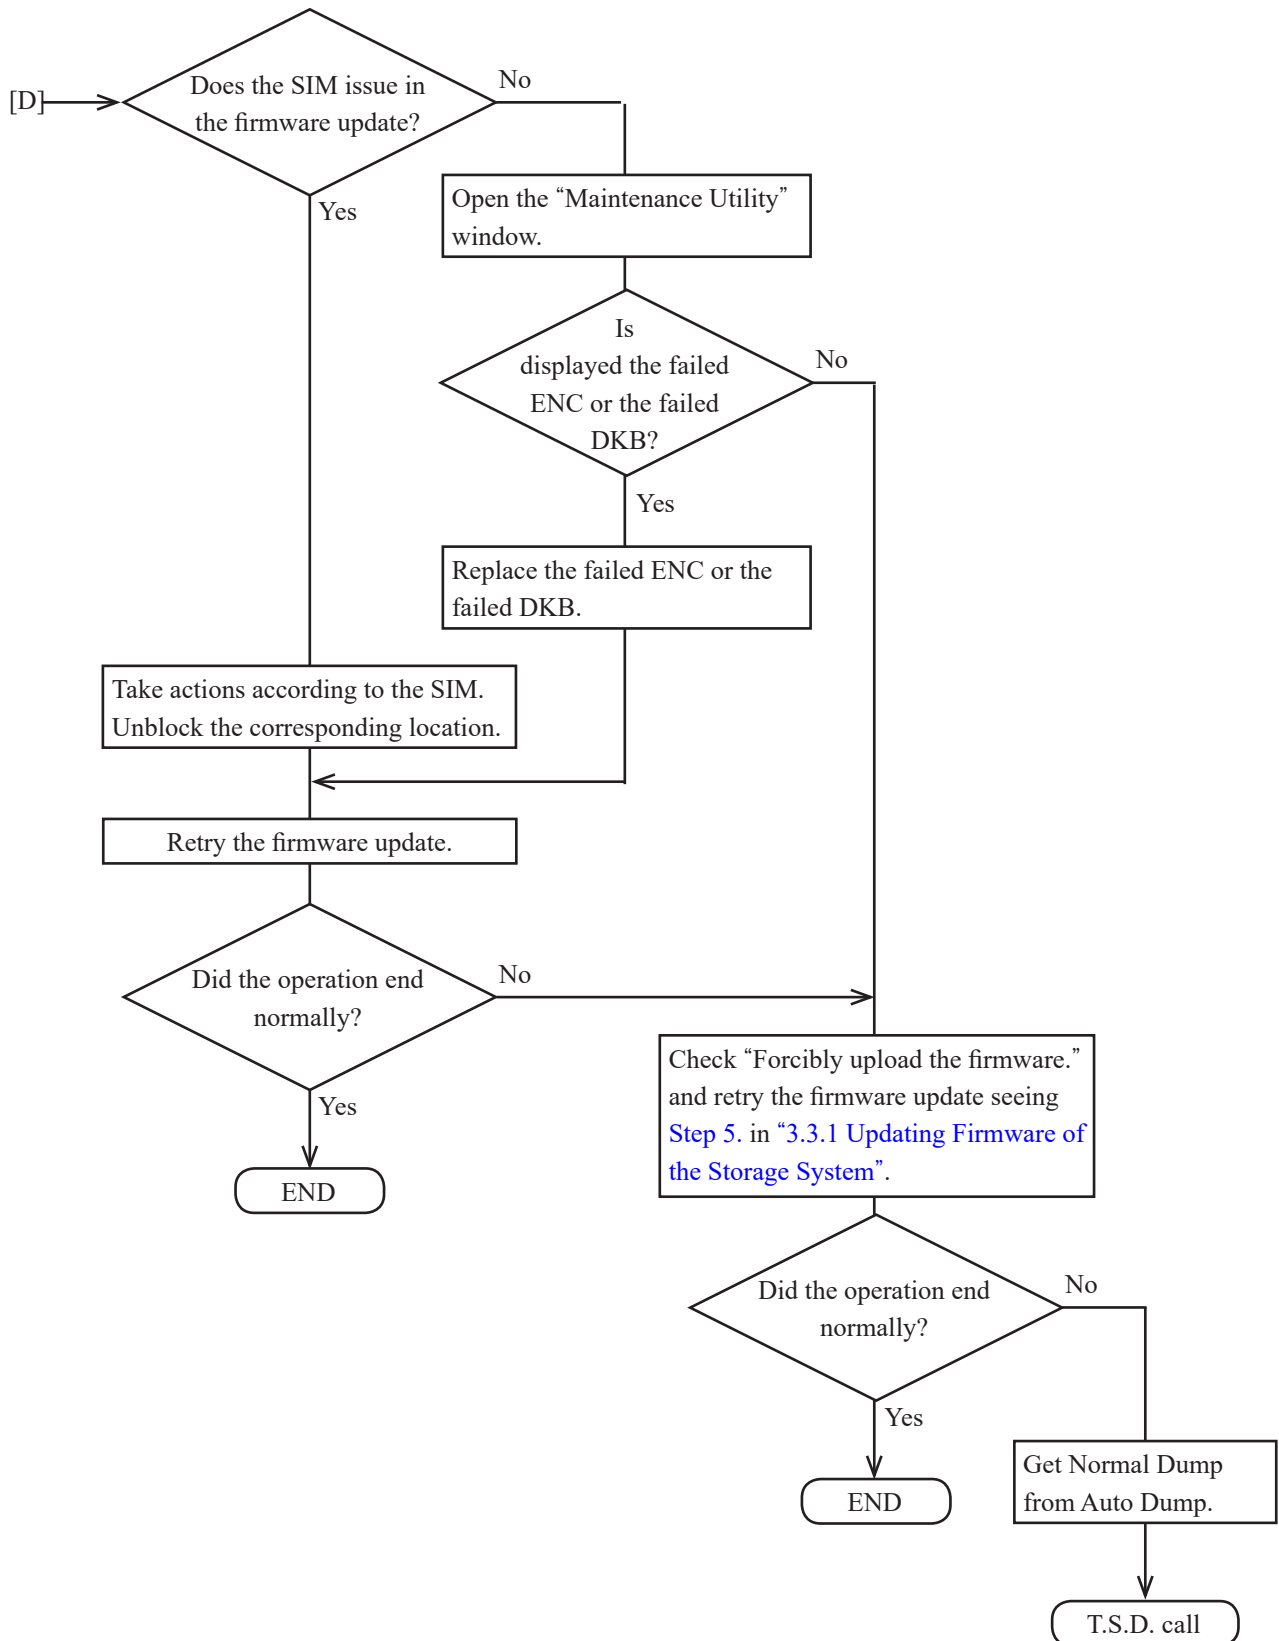 [D]
Does the SIM issue in
the firmware update?
No
Yes
Open the “Maintenance Utility”
window.
Is
displayed the failed
ENC or the failed
DKB?
No
Yes
Replace the failed ENC or the
failed DKB.
Take actions according to the SIM.
Unblock the corresponding location.
Retry the firmware update.
Did the operation end
normally?
No
Yes
END
Check “Forcibly upload the firmware.”
and retry the firmware update seeing
Step 5. in “3.3.1 Updating Firmware of
the Storage System”.
Did the operation end
normally?
No
Yes
END
Get Normal Dump
from Auto Dump.
T.S.D. call